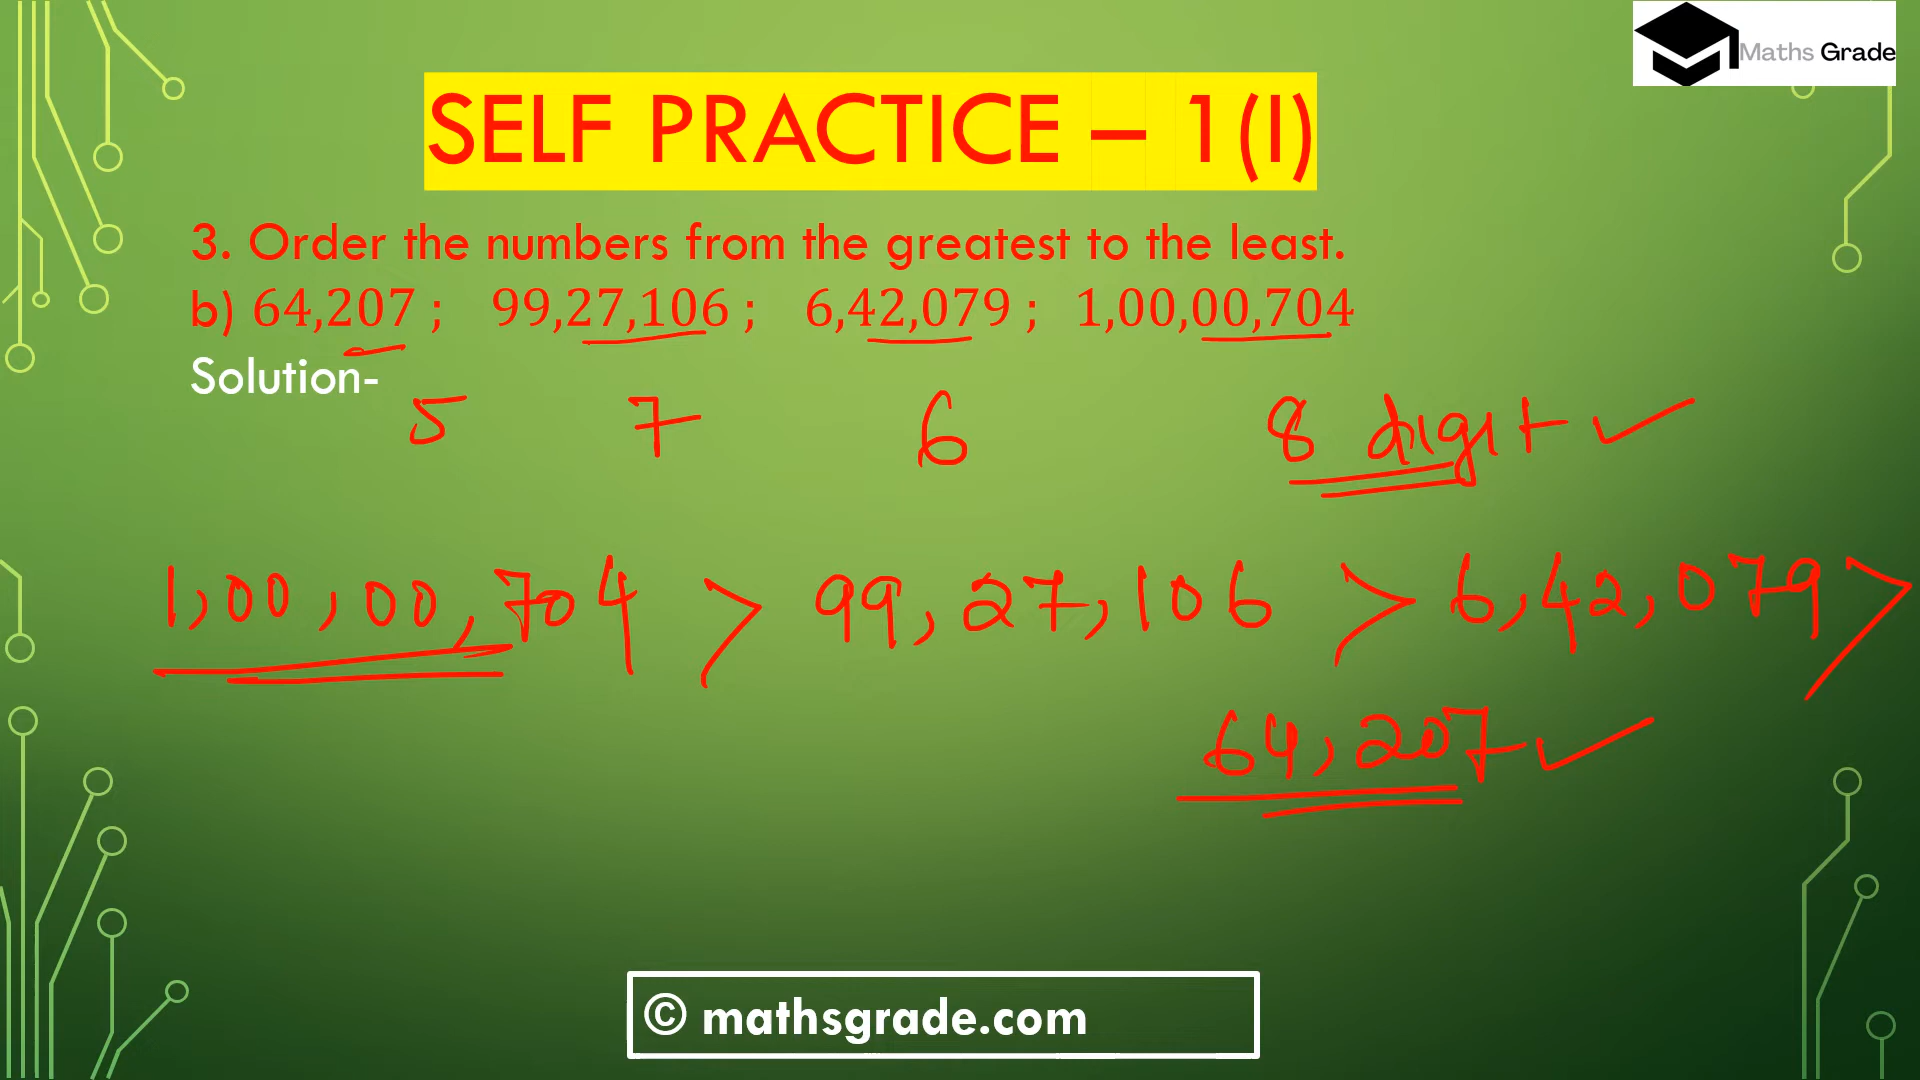 Maths Grade
SELF PRACTICE – 1(I)
3. Order the numbers from the greatest to the least.
b) 64,207 ; 99,27,106 ; 6,42,079 ; 1,00,00,704
Solution-
5 7 6 8 digit ✓
1,00,00,704 > 99,27,106 > 6,42,079 >
64,207 ✓
© mathsgrade.com